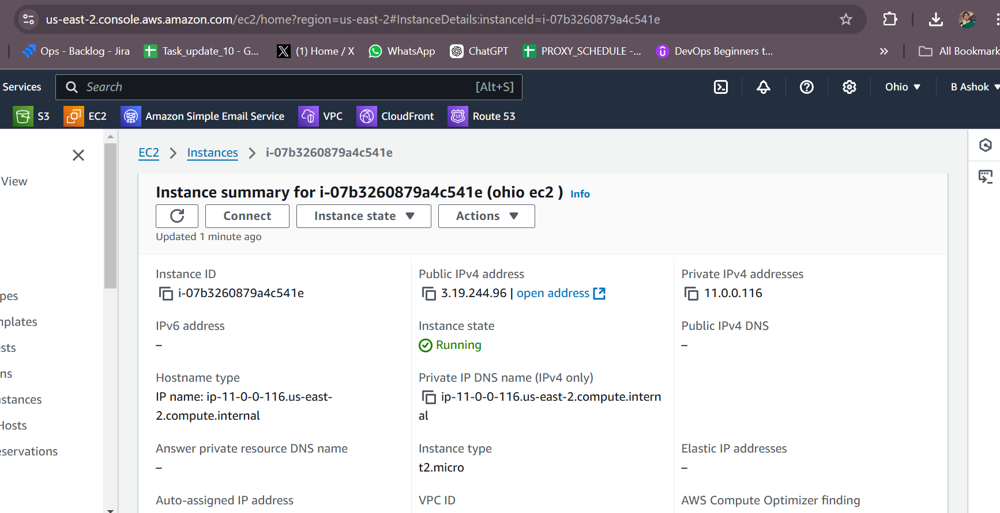 us-east-2.console.aws.amazon.com/ec2/home?region=us-east-2#InstanceDetails:instanceId=i-07b3260879a4c541e
Ops - Backlog - Jira Task_update_10 - G... (1) Home / X WhatsApp ChatGPT PROXY_SCHEDULE -... DevOps Beginners t... » All Bookmark
Services Search [Alt+S] Ohio B Ashok
S3 EC2 Amazon Simple Email Service VPC CloudFront Route 53
EC2 > Instances > i-07b3260879a4c541e
View
pes
nplates
sts
ns
nstances
Hosts
eservations
Instance summary for i-07b3260879a4c541e (ohio ec2 ) Info
Connect Instance state Actions
Updated 1 minute ago
Instance ID
i-07b3260879a4c541e
Public IPv4 address
3.19.244.96 | open address
Private IPv4 addresses
11.0.0.116
IPv6 address
–
Instance state
Running
Public IPv4 DNS
–
Hostname type
IP name: ip-11-0-0-116.us-east-
2.compute.internal
Private IP DNS name (IPv4 only)
ip-11-0-0-116.us-east-2.compute.intern
al
Answer private resource DNS name
–
Instance type
t2.micro
Elastic IP addresses
–
Auto-assigned IP address
VPC ID
AWS Compute Optimizer finding